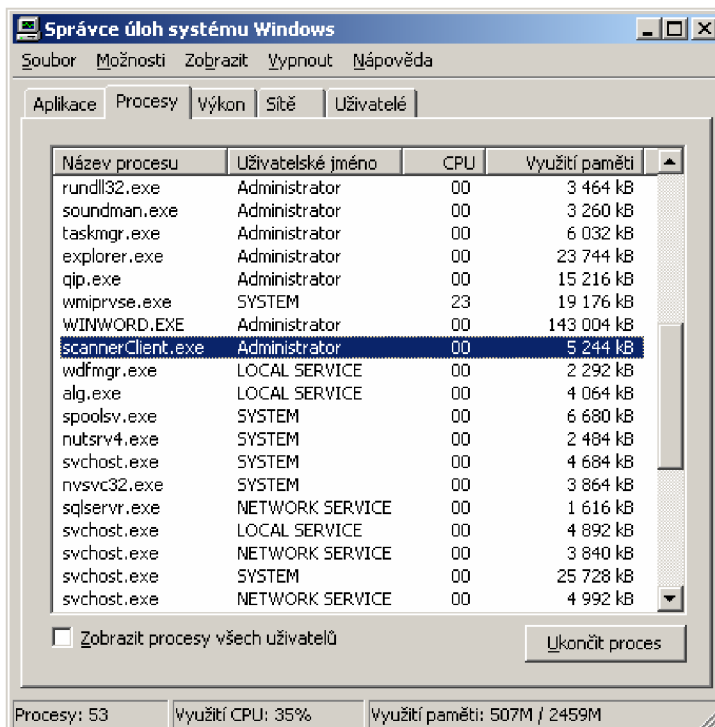 Správce úloh systému Windows
Soubor Možnosti Zobrazit Vypnout Nápověda
Aplikace Procesy Výkon Sítě Uživatelé
Název procesu Uživatelské jméno CPU Využití paměti
rundll32.exe Administrator 00 3 464 kB
soundman.exe Administrator 00 3 260 kB
taskmgr.exe Administrator 00 6 032 kB
explorer.exe Administrator 00 23 744 kB
qip.exe Administrator 00 15 216 kB
wmiprvse.exe SYSTEM 23 19 176 kB
WINWORD.EXE Administrator 00 143 004 kB
scannerClient.exe Administrator 00 5 244 kB
wdfmgr.exe LOCAL SERVICE 00 2 292 kB
alg.exe LOCAL SERVICE 00 4 064 kB
spoolsv.exe SYSTEM 00 6 680 kB
nutsrv4.exe SYSTEM 00 2 484 kB
svchost.exe SYSTEM 00 4 684 kB
nvsvc32.exe SYSTEM 00 3 864 kB
sqlservr.exe NETWORK SERVICE 00 1 616 kB
svchost.exe LOCAL SERVICE 00 4 892 kB
svchost.exe NETWORK SERVICE 00 3 840 kB
svchost.exe SYSTEM 00 25 728 kB
svchost.exe NETWORK SERVICE 00 4 992 kB
Zobrazit procesy všech uživatelů Ukončit proces
Procesy: 53 Využití CPU: 35% Využití paměti: 507M / 2459M